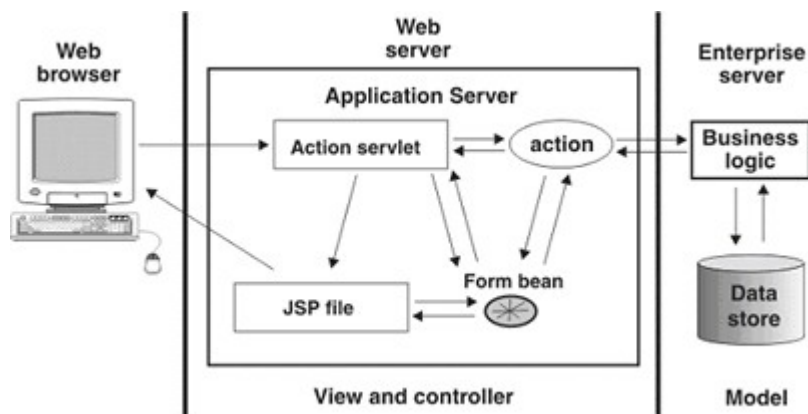 Web
browser
Web
server
Enterprise
server
Application Server
Action servlet
action
Business
logic
Form bean
JSP file
Data
store
View and controller
Model